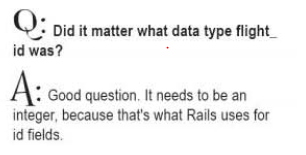 Q: Did it matter what data type flight_
id was?
A: Good question. It needs to be an
integer, because that's what Rails uses for
id fields.